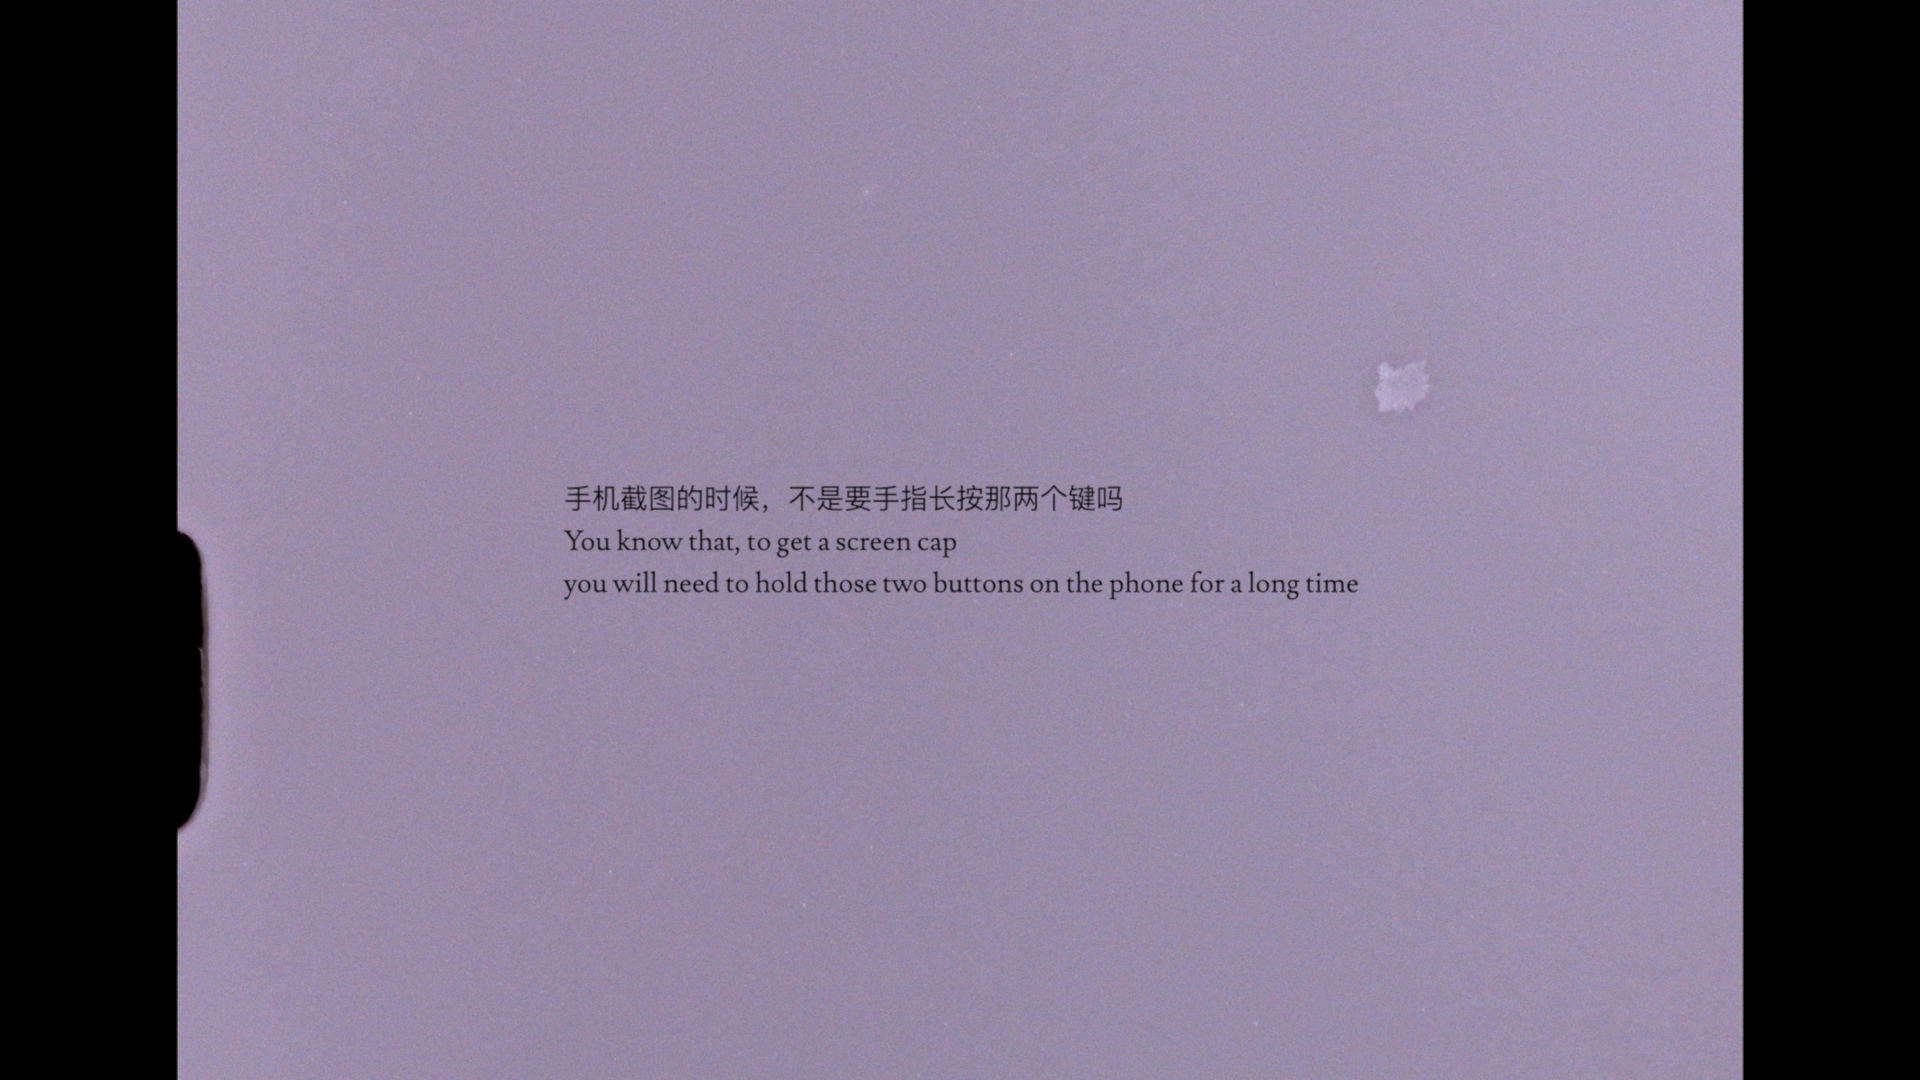 手机截图的时候，不是要手指长按那两个键吗
You know that, to get a screen cap
you will need to hold those two buttons on the phone for a long time